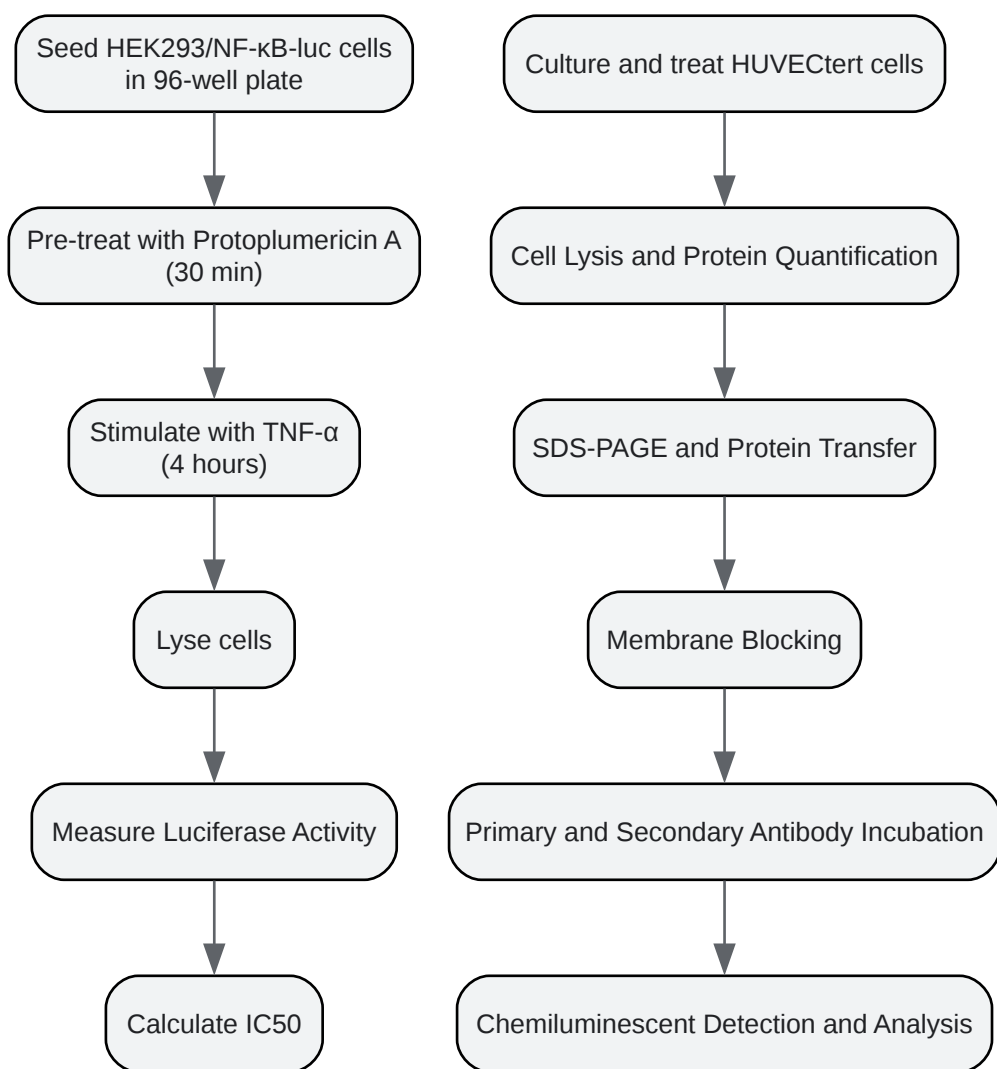 Seed HEK293/NF-κB-luc cells
in 96-well plate
Pre-treat with Protoplumericin A
(30 min)
Stimulate with TNF-α
(4 hours)
Lyse cells
Measure Luciferase Activity
Calculate IC50
Culture and treat HUVECtert cells
Cell Lysis and Protein Quantification
SDS-PAGE and Protein Transfer
Membrane Blocking
Primary and Secondary Antibody Incubation
Chemiluminescent Detection and Analysis